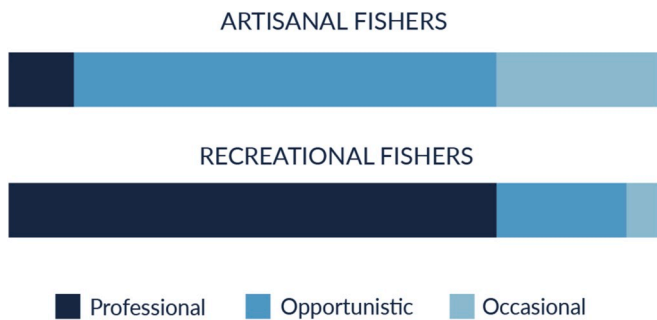 ARTISANAL FISHERS
RECREATIONAL FISHERS
Professional Opportunistic Occasional